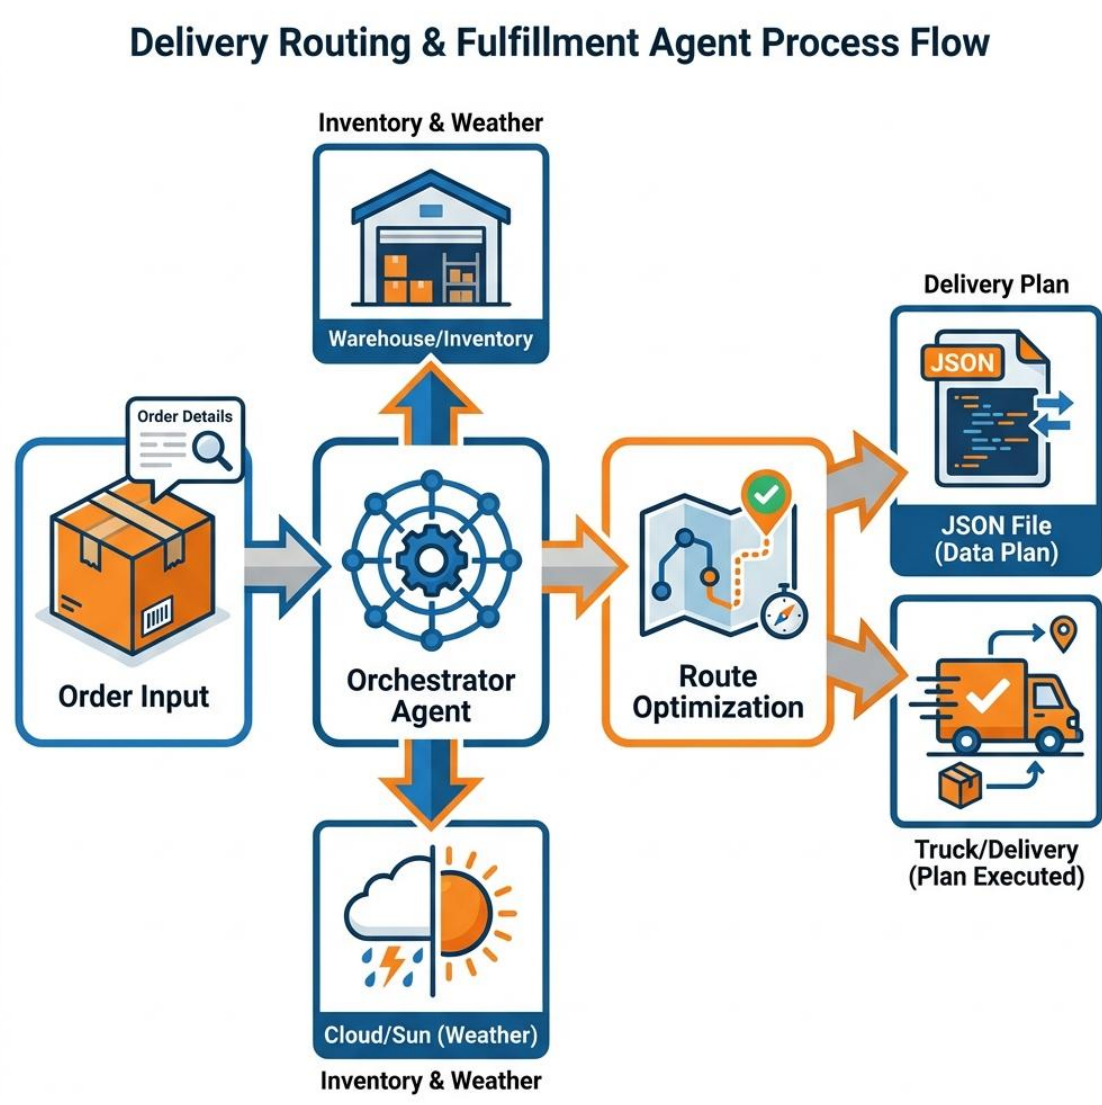 Delivery Routing & Fulfillment Agent Process Flow
Inventory & Weather
Warehouse/Inventory
Order Details
Order Input
Orchestrator
Agent
Route
Optimization
Delivery Plan
JSON
JSON File
(Data Plan)
Truck/Delivery
(Plan Executed)
Cloud/Sun (Weather)
Inventory & Weather